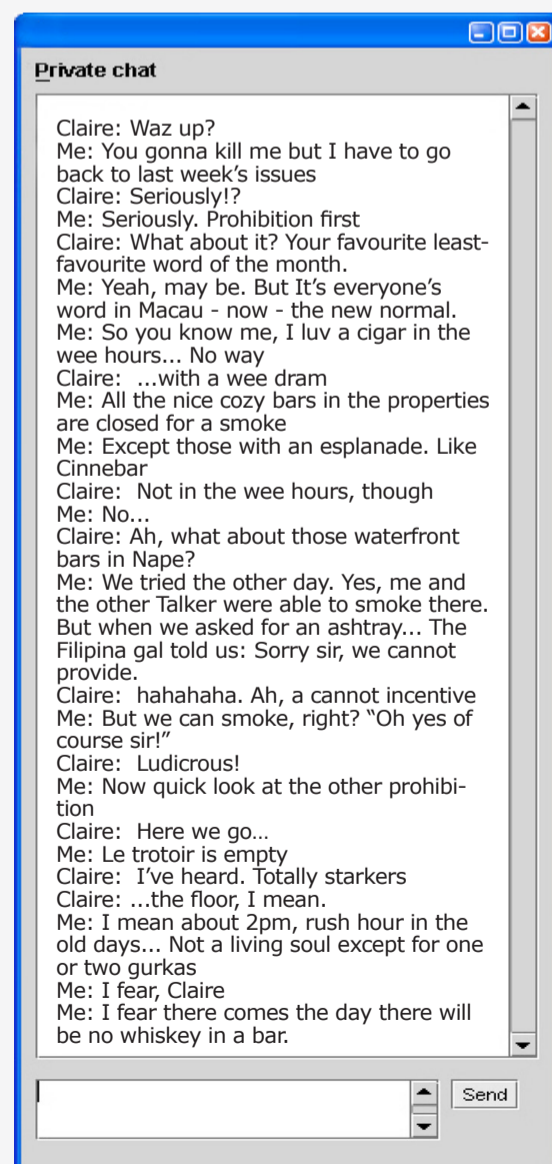 Private chat
Claire: Waz up?
Me: You gonna kill me but I have to go
back to last week’s issues
Claire: Seriously!?
Me: Seriously. Prohibition first
Claire: What about it? Your favourite least-
favourite word of the month.
Me: Yeah, may be. But It’s everyone’s
word in Macau - now - the new normal.
Me: So you know me, I luv a cigar in the
wee hours... No way
Claire:  ...with a wee dram
Me: All the nice cozy bars in the properties
are closed for a smoke
Me: Except those with an esplanade. Like
Cinnebar
Claire:  Not in the wee hours, though
Me: No...
Claire: Ah, what about those waterfront
bars in Nape?
Me: We tried the other day. Yes, me and
the other Talker were able to smoke there.
But when we asked for an ashtray... The
Filipina gal told us: Sorry sir, we cannot
provide.
Claire:  hahahaha. Ah, a cannot incentive
Me: But we can smoke, right? “Oh yes of
course sir!”
Claire:  Ludicrous!
Me: Now quick look at the other prohibi-
tion
Claire:  Here we go…
Me: Le trotoir is empty
Claire:  I’ve heard. Totally starkers
Claire: ...the floor, I mean.
Me: I mean about 2pm, rush hour in the
old days... Not a living soul except for one
or two gurkas
Me: I fear, Claire
Me: I fear there comes the day there will
be no whiskey in a bar.
Send